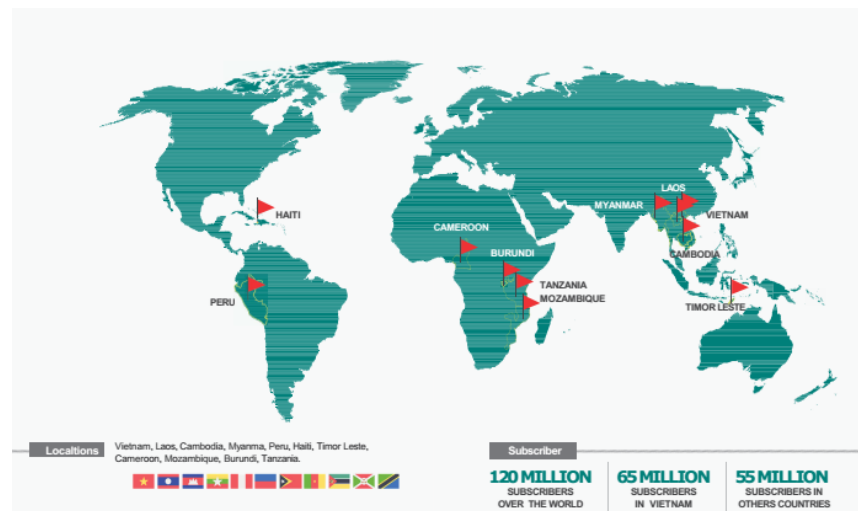 LAOS
MYANMAR
VIETNAM
HAITI
CAMEROON
BURUNDI
CAMBODIA
PERU
TANZANIA
MOZAMBIQUE
TIMOR LESTE
Localtions
Vietnam, Laos, Cambodia, Myanma, Peru, Haiti, Timor Leste,
Cameroon, Mozambique, Burundi, Tanzania.
Subscriber
120 MILLION
SUBSCRIBERS
OVER THE WORLD
65 MILLION
SUBSCRIBERS
IN VIETNAM
55 MILLION
SUBSCRIBERS IN
OTHERS COUNTRIES